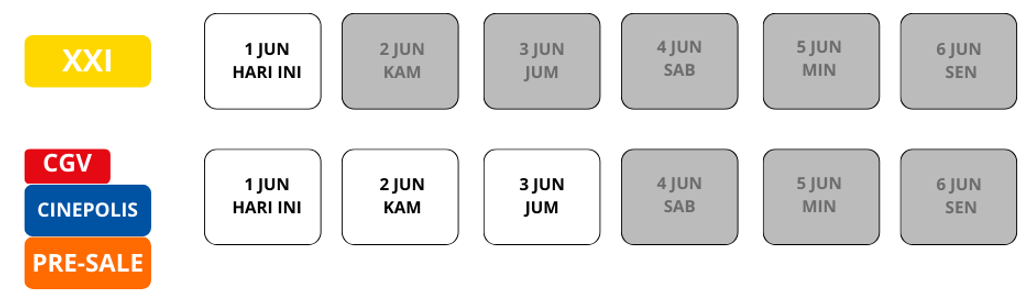 XXI
1 JUN
HARI INI
2 JUN
KAM
3 JUN
JUM
4 JUN
SAB
5 JUN
MIN
6 JUN
SEN
CGV
CINEPOLIS
PRE-SALE
1 JUN
HARI INI
2 JUN
KAM
3 JUN
JUM
4 JUN
SAB
5 JUN
MIN
6 JUN
SEN